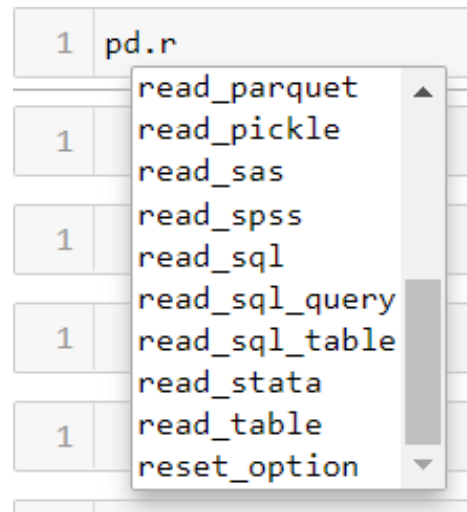 1 pd.r
read_parquet
1 read_pickle
read_sas
1 read_spss
read_sql
read_sql_query
1 read_sql_table
read_stata
1 read_table
reset_option